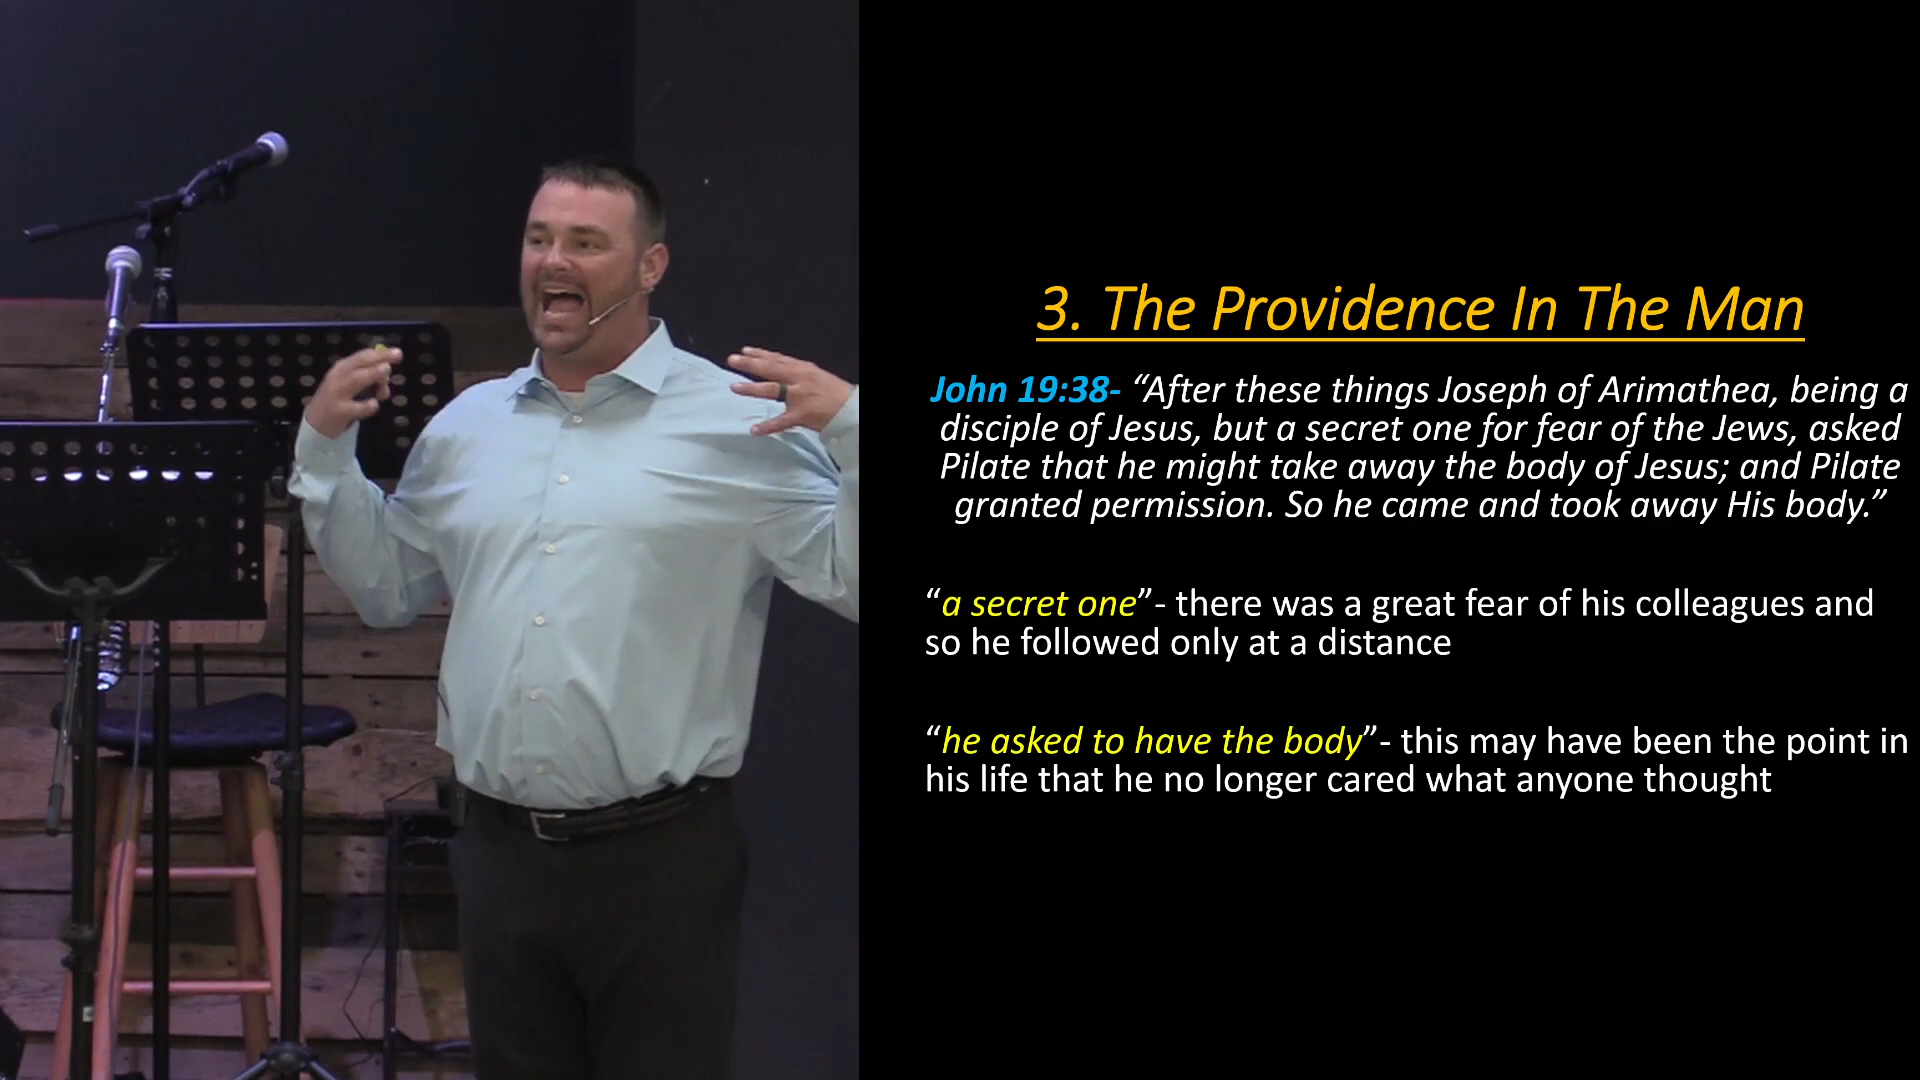 3. The Providence In The Man
John 19:38- “After these things Joseph of Arimathea, being a
disciple of Jesus, but a secret one for fear of the Jews, asked
Pilate that he might take away the body of Jesus; and Pilate
granted permission. So he came and took away His body.”
“a secret one”- there was a great fear of his colleagues and
so he followed only at a distance
“he asked to have the body”- this may have been the point in
his life that he no longer cared what anyone thought